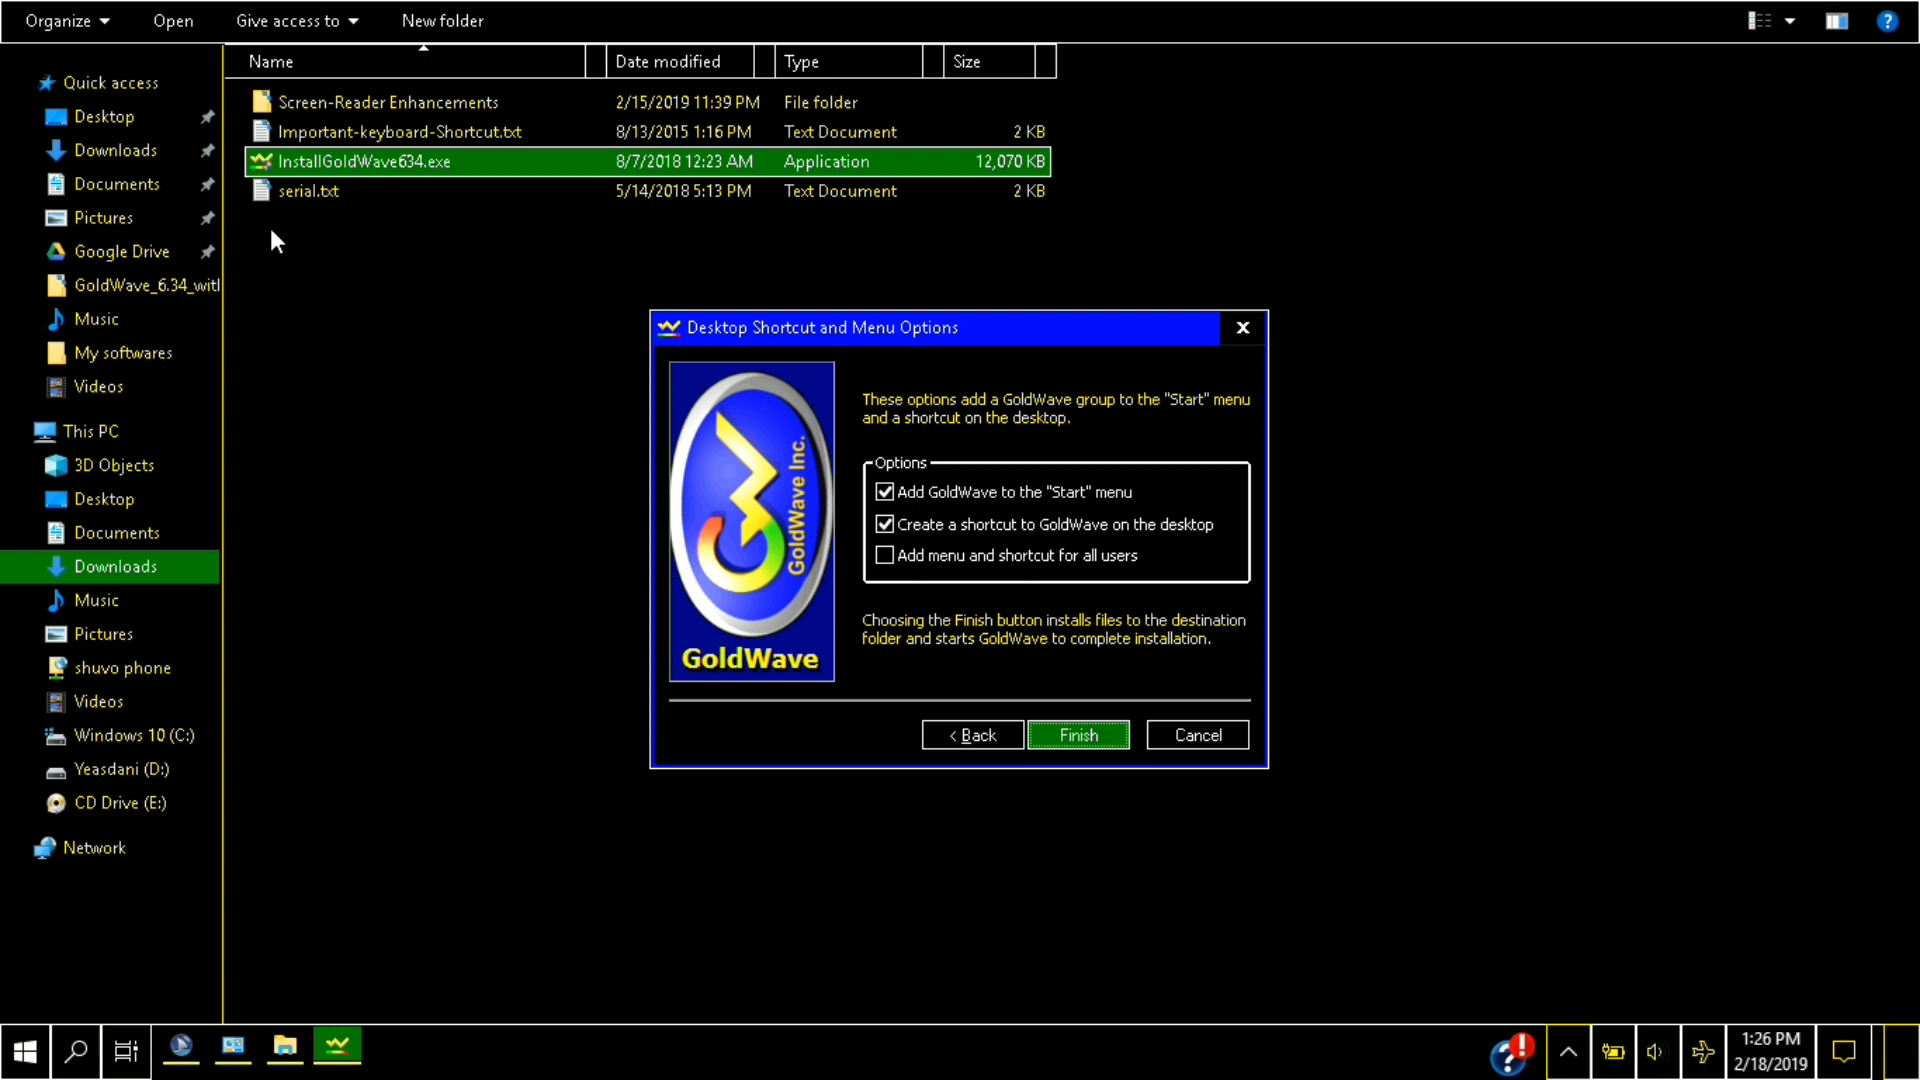 Organize
Open
Give access to
New folder
Name
Date modified
Type
Size
Screen-Reader Enhancements 2/15/2019 11:39 PM File folder
Important-keyboard-Shortcut.txt 8/13/2015 1:16 PM Text Document 2 KB
InstallGoldWave634.exe 8/7/2018 12:23 AM Application 12,070 KB
serial.txt 5/14/2018 5:13 PM Text Document 2 KB
Quick access
Desktop
Downloads
Documents
Pictures
Google Drive
GoldWave_6.34_witl
Music
My softwares
Videos
This PC
3D Objects
Desktop
Documents
Downloads
Music
Pictures
shuvo phone
Videos
Windows 10 (C:)
Yeasdani (D:)
CD Drive (E:)
Network
Desktop Shortcut and Menu Options
GoldWave Inc.
GoldWave
These options add a GoldWave group to the "Start" menu
and a shortcut on the desktop.
Options
Add GoldWave to the "Start" menu
Create a shortcut to GoldWave on the desktop
Add menu and shortcut for all users
Choosing the Finish button installs files to the destination
folder and starts GoldWave to complete installation.
< Back
Finish
Cancel
1:26 PM
2/18/2019